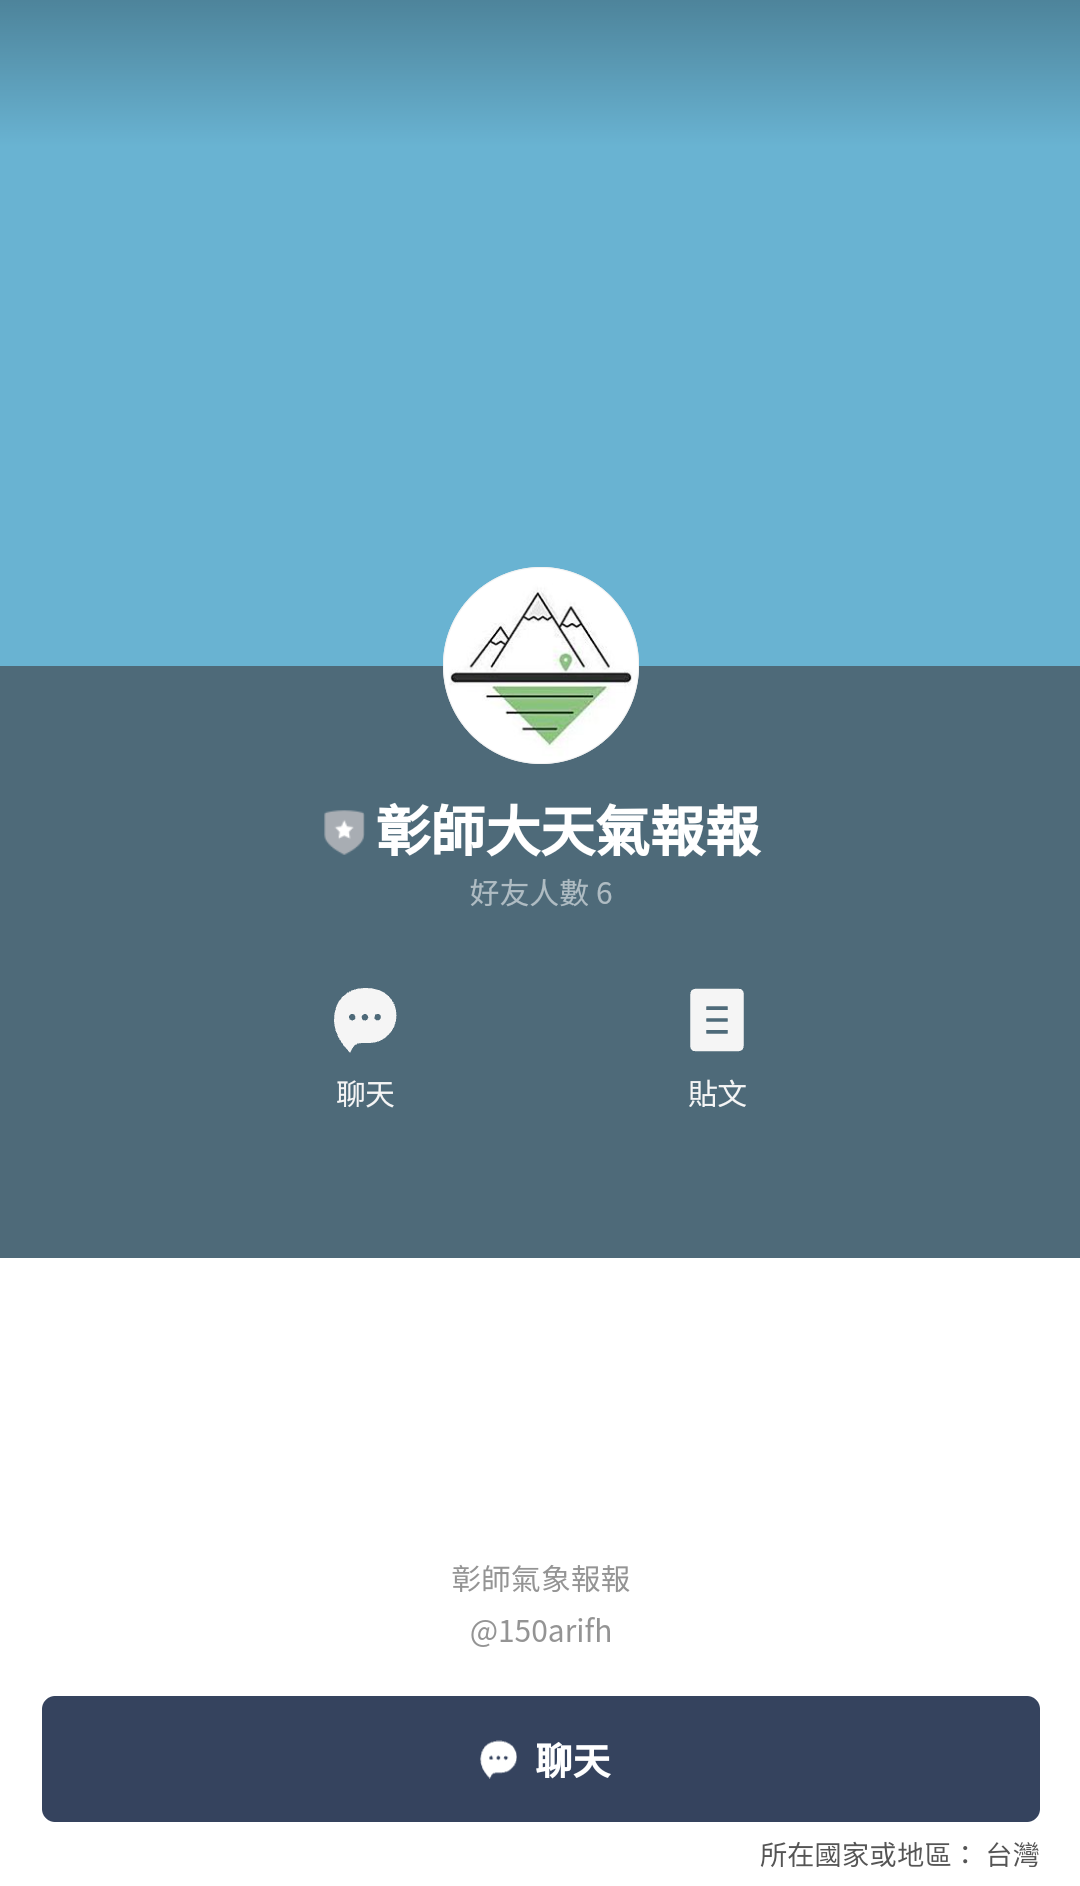 彰師大天氣報報
好友人數 6
聊天
貼文
彰師氣象報報
@150arifh
聊天
所在國家或地區： 台灣